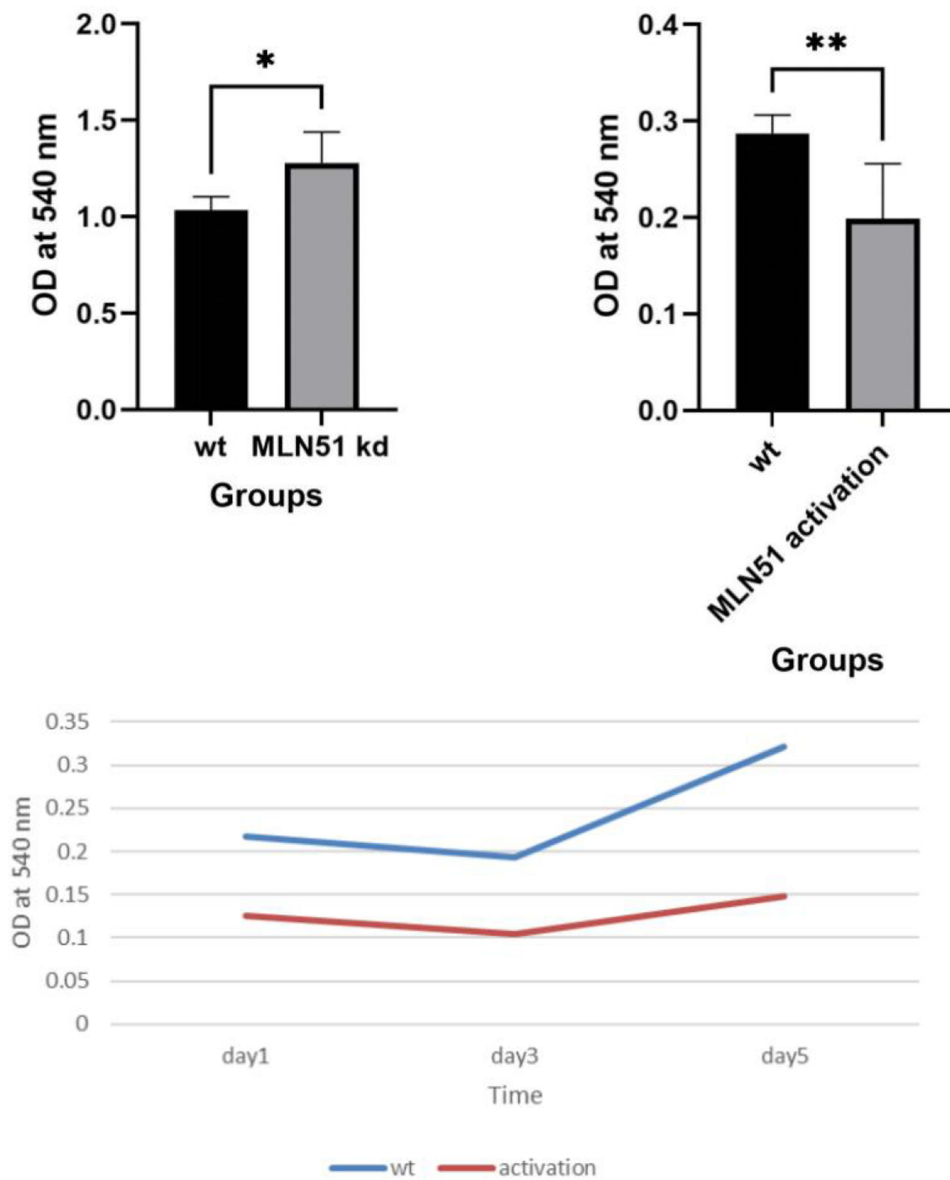 2.0
1.5
1.0
0.5
0.0
OD at 540 nm
*
wt MLN51 kd
Groups
0.4
0.3
0.2
0.1
0.0
OD at 540 nm
**
wt
MLN51 activation
Groups
0.35
0.3
0.25
0.2
0.15
0.1
0.05
0
OD at 540 nm
day1 day3 day5
Time
wt activation